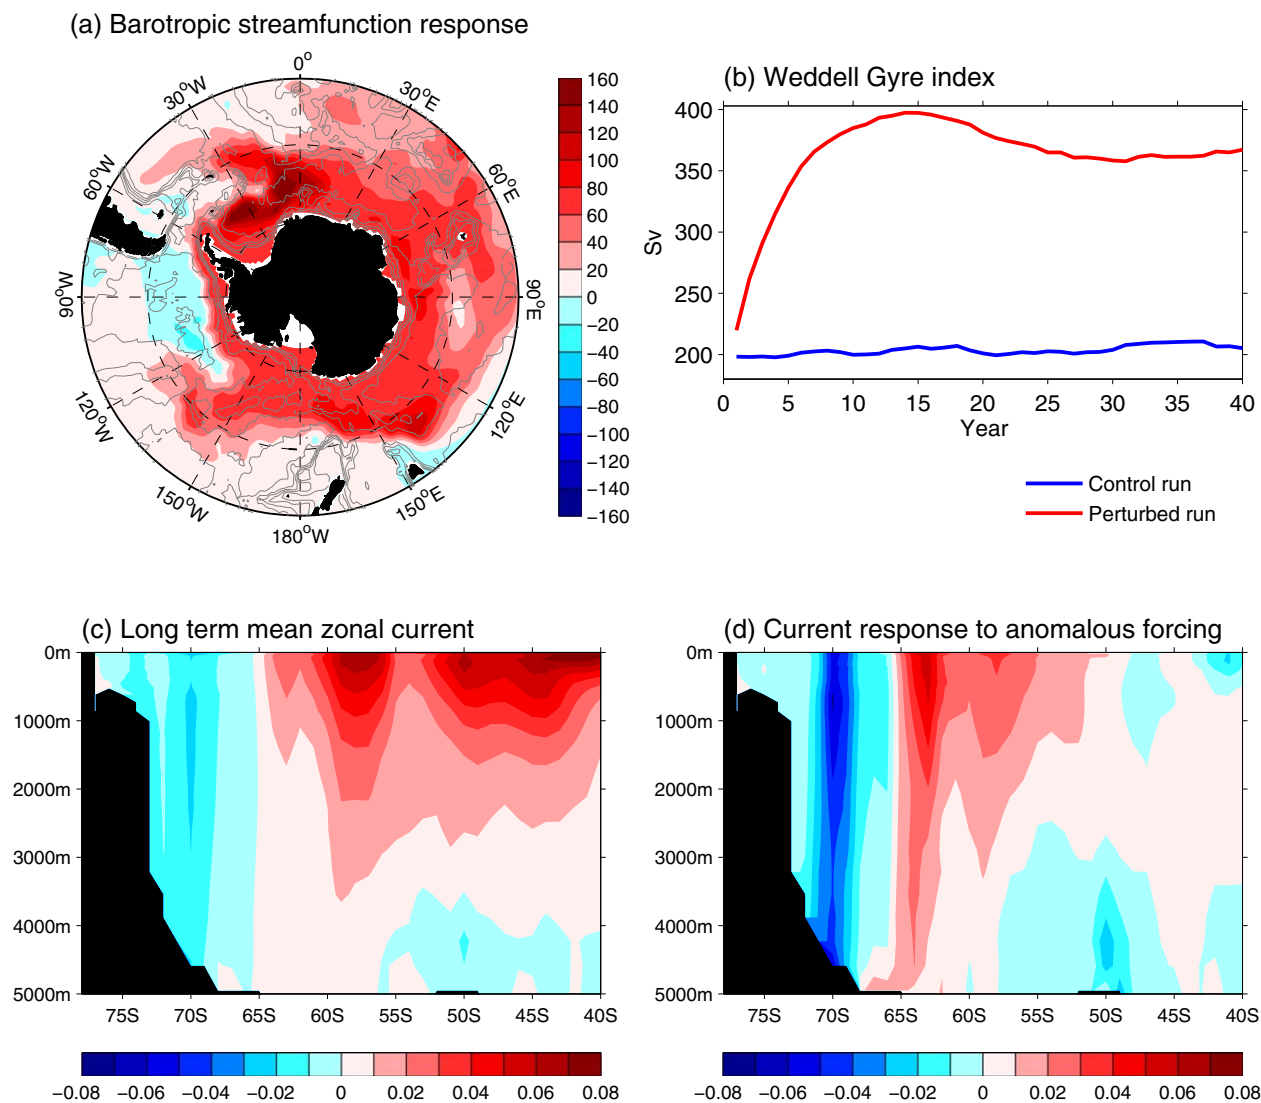 (a) Barotropic streamfunction response
0°
30°W
30°E
60°W
60°E
90°W
90°E
120°W
120°E
150°W
150°E
180°W
160
140
120
100
80
60
40
20
0
−20
−40
−60
−80
−100
−120
−140
−160
(b) Weddell Gyre index
400
350
300
250
200
Sv
0 5 10 15 20 25 30 35 40
Year
Control run
Perturbed run
(c) Long term mean zonal current
0m
1000m
2000m
3000m
4000m
5000m
75S 70S 65S 60S 55S 50S 45S 40S
−0.08 −0.06 −0.04 −0.02 0 0.02 0.04 0.06 0.08
(d) Current response to anomalous forcing
0m
1000m
2000m
3000m
4000m
5000m
75S 70S 65S 60S 55S 50S 45S 40S
−0.08 −0.06 −0.04 −0.02 0 0.02 0.04 0.06 0.08